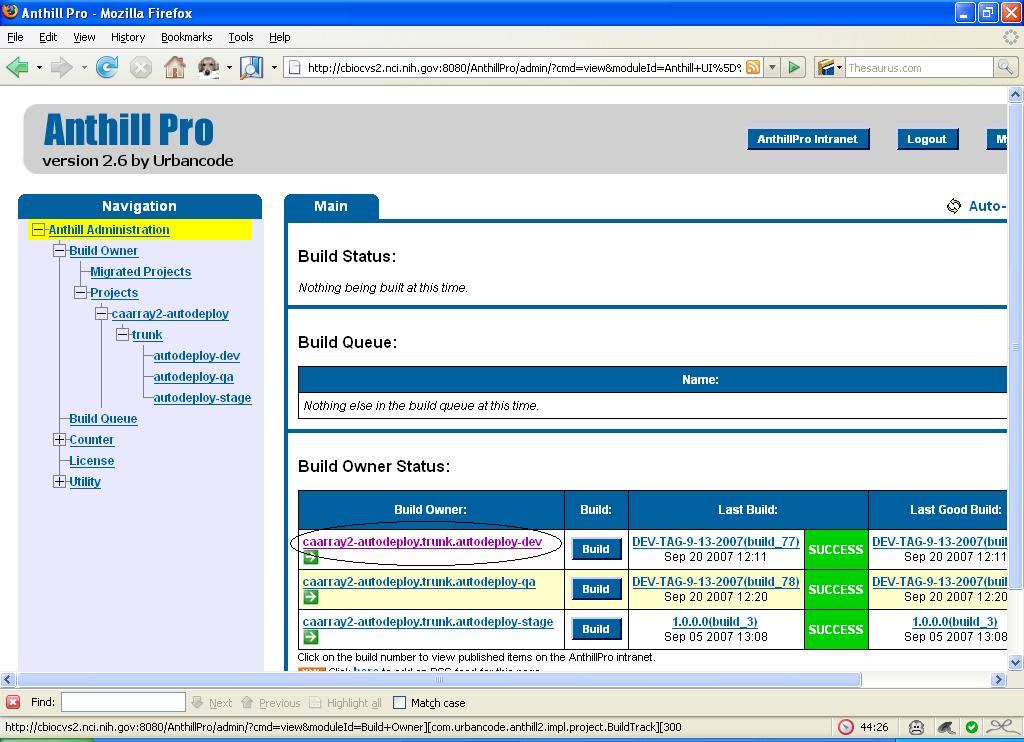 Anthill Pro - Mozilla Firefox
File Edit View History Bookmarks Tools Help
http://cbiocvs2.nci.nih.gov:8080/AnthillPro/admin/?cmd=view&moduleId=Anthill+UI%5D% Thesaurus.com
Anthill Pro
version 2.6 by Urbancode
AnthillPro Intranet Logout
Navigation
Main
Auto-
Anthill Administration
Build Owner
Migrated Projects
Projects
caarray2-autodeploy
trunk
autodeploy-dev
autodeploy-qa
autodeploy-stage
Build Queue
Counter
License
Utility
Build Status:
Nothing being built at this time.
Build Queue:
Name:
Nothing else in the build queue at this time.
Build Owner Status:
Build Owner: Build: Last Build: Last Good Build:
caarray2-autodeploy.trunk.autodeploy-dev Build DEV-TAG-9-13-2007(build_77) SUCCESS DEV-TAG-9-13-2007(buil
Sep 20 2007 12:11 Sep 20 2007 12:11
caarray2-autodeploy.trunk.autodeploy-qa Build DEV-TAG-9-13-2007(build_78) SUCCESS DEV-TAG-9-13-2007(buil
Sep 20 2007 12:20 Sep 20 2007 12:20
caarray2-autodeploy.trunk.autodeploy-stage Build 1.0.0.0(build_3) SUCCESS 1.0.0.0(build_3)
Sep 05 2007 13:08 Sep 05 2007 13:08
Click on the build number to view published items on the AnthillPro intranet.
Click here to add an RSS feed for this page
Find: Next Previous Highlight all Match case
http://cbiocvs2.nci.nih.gov:8080/AnthillPro/admin/?cmd=view&moduleId=Build+Owner][com.urbancode.anthill2.impl.project.BuildTrack][300 44:26